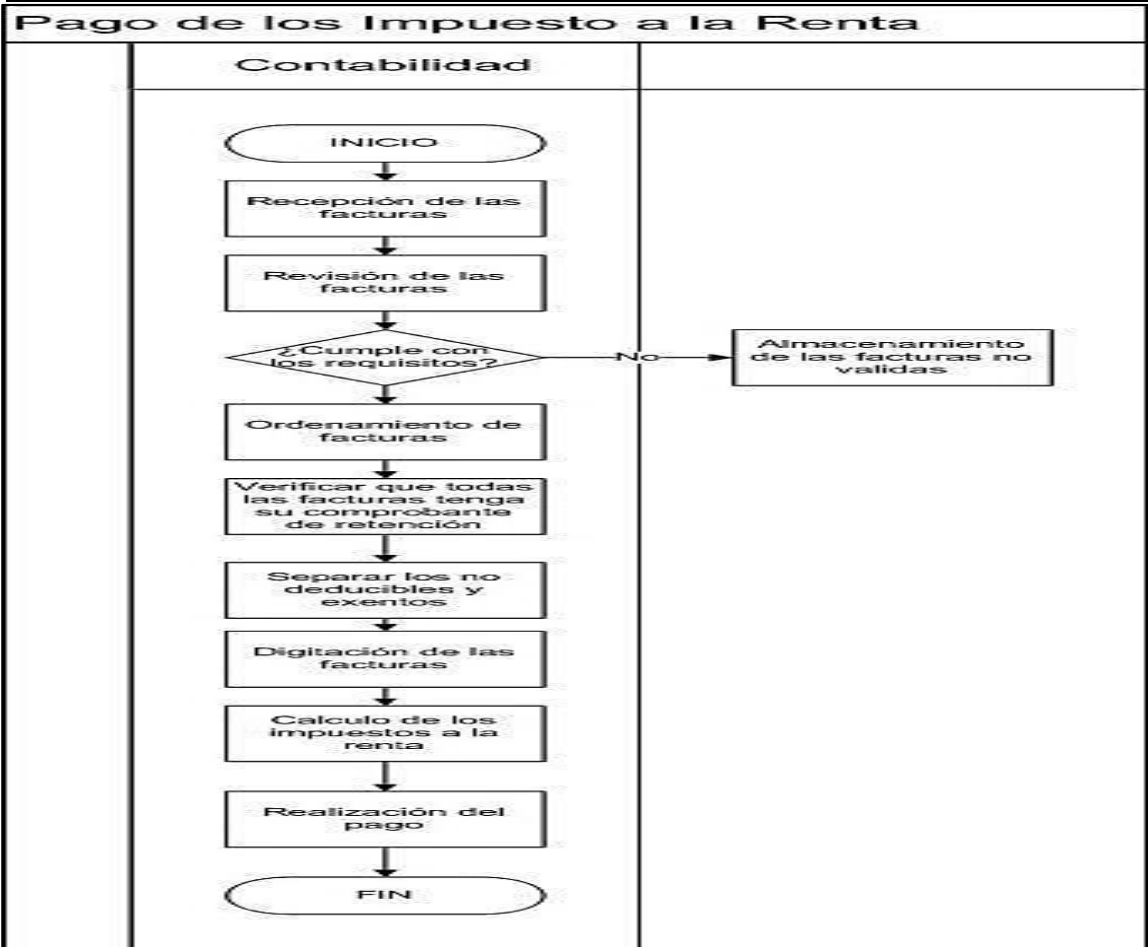 Pago de los Impuesto a la Renta
Contabilidad
INICIO
Recepción de las
facturas
Revisión de las
facturas
¿Cumple con
los requisitos?
No
Almacenamiento
de las facturas no
validas
Ordenamiento de
facturas
Verificar que todas
las facturas tenga
su comprobante
de retención
Separar los no
deducibles y
exentos
Digitación de las
facturas
Calculo de los
impuestos a la
renta
Realización del
pago
FIN